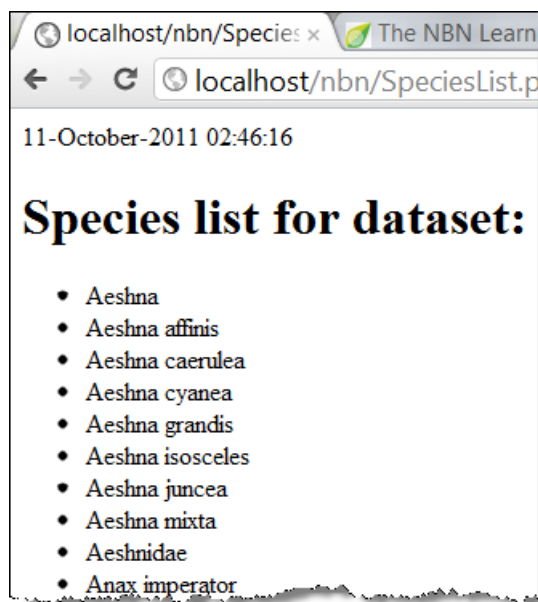 localhost/nbn/Species × The NBN Learn
localhost/nbn/SpeciesList.p
11-October-2011 02:46:16
Species list for dataset:
• Aeshna
• Aeshna affinis
• Aeshna caerulea
• Aeshna cyanea
• Aeshna grandis
• Aeshna isosceles
• Aeshna juncea
• Aeshna mixta
• Aeshnidae
• Anax imperator